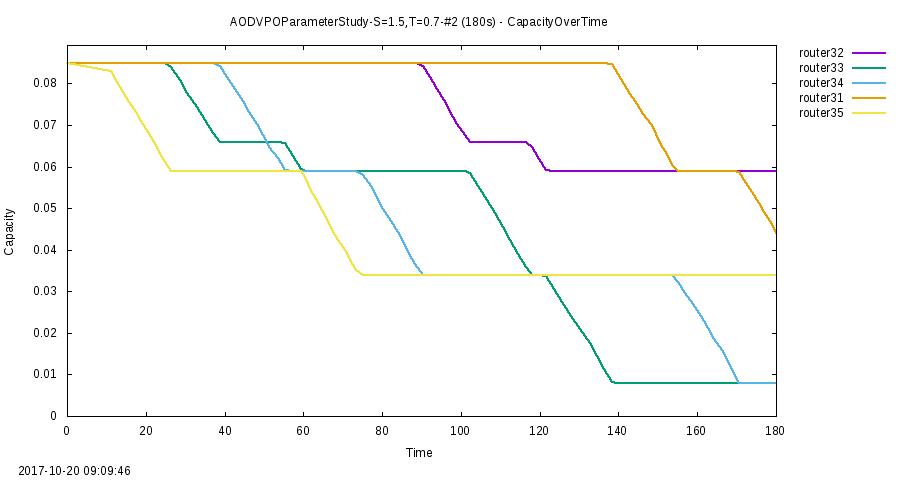 AODVPOParameterStudy-S=1.5,T=0.7-#2 (180s) - CapacityOverTime
router32
router33
router34
router31
router35
0.08
0.07
0.06
0.05
0.04
0.03
0.02
0.01
0
Capacity
0 20 40 60 80 100 120 140 160 180
Time
2017-10-20 09:09:46